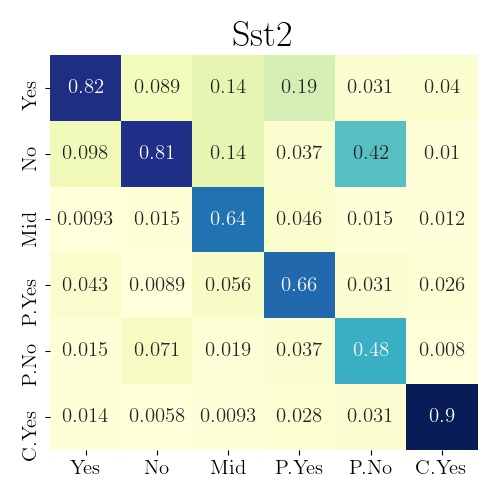 Sst2
Yes 0.82 0.089 0.14 0.19 0.031 0.04
No 0.098 0.81 0.14 0.037 0.42 0.01
Mid 0.0093 0.015 0.64 0.046 0.015 0.012
P.Yes 0.043 0.0089 0.056 0.66 0.031 0.026
P.No 0.015 0.071 0.019 0.037 0.48 0.008
C.Yes 0.014 0.0058 0.0093 0.028 0.031 0.9
Yes No Mid P.Yes P.No C.Yes